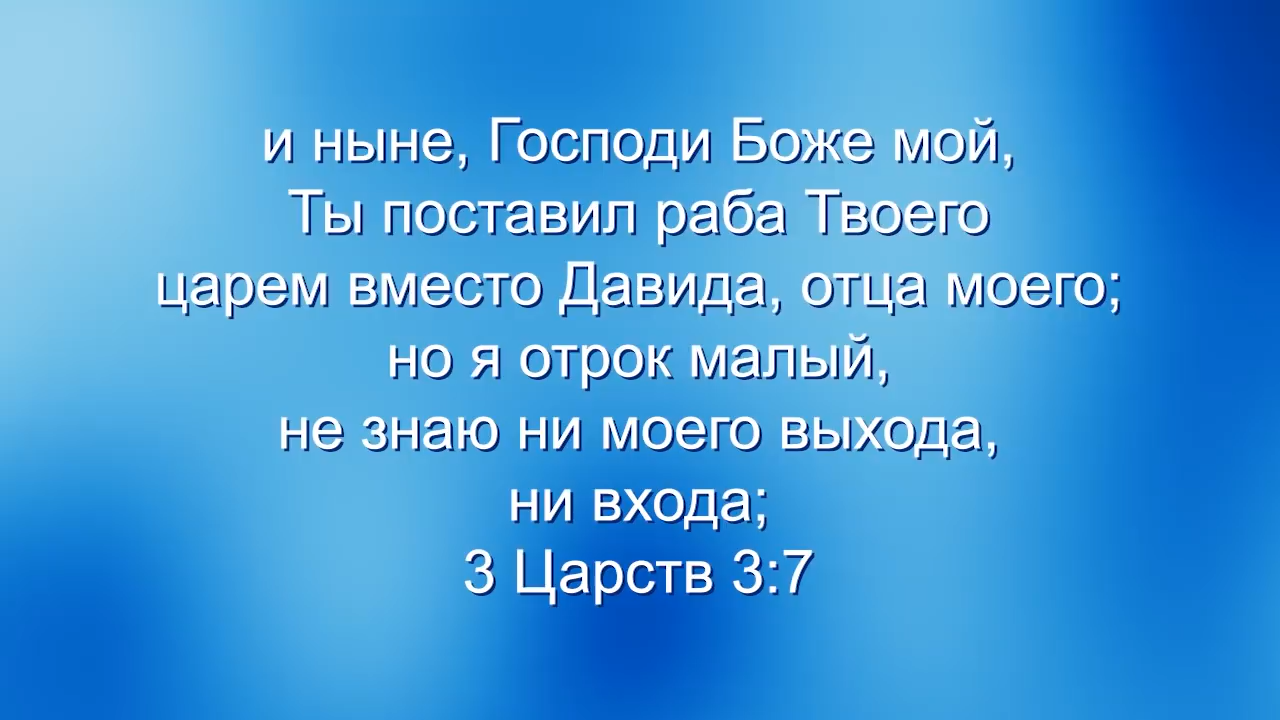 и ныне, Господи Боже мой,
Ты поставил раба Твоего
царем вместо Давида, отца моего;
но я отрок малый,
не знаю ни моего выхода,
ни входа;
3 Царств 3:7